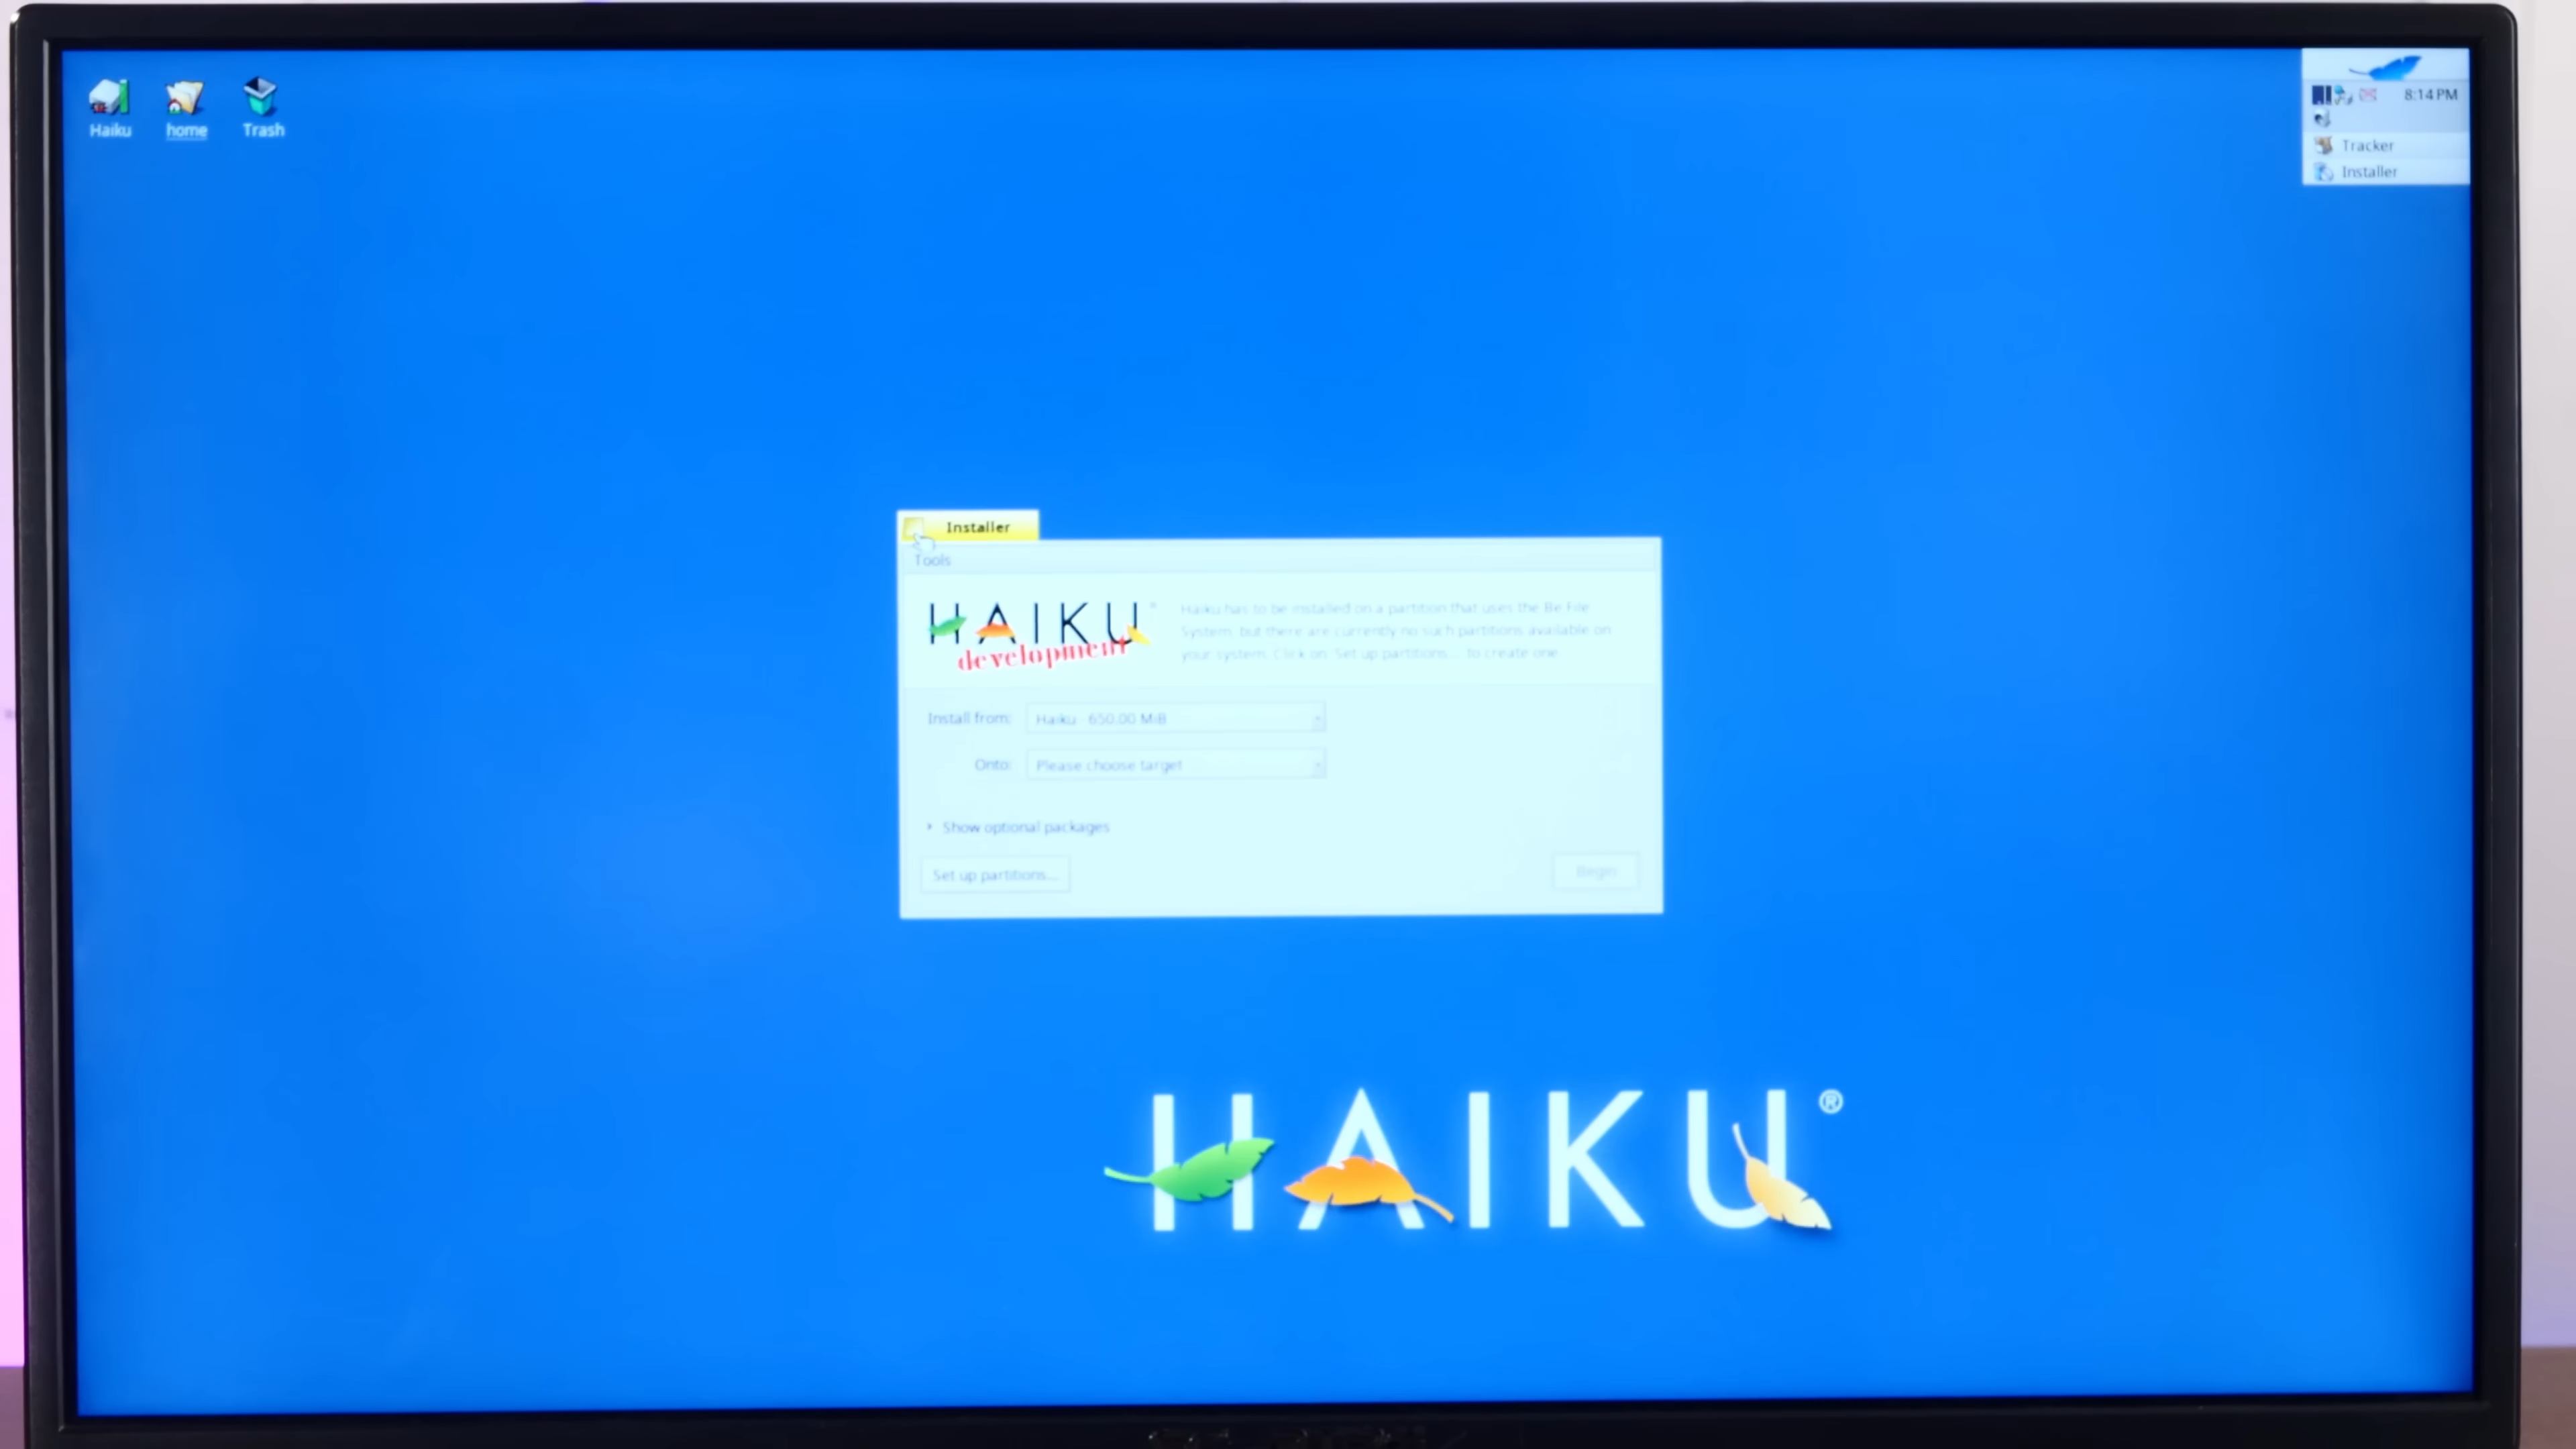 Haiku
home
Trash
8:14 PM
Tracker
Installer
Installer
Tools
HAIKU®
development
Haiku has to be installed on a partition that uses the Be File
System, but there are currently no such partitions available on
your system. Click on 'Set up partitions...' to create one.
Install from: Haiku - 650.00 MiB
Onto: Please choose target
Show optional packages
Set up partitions...
Begin
HAIKU®